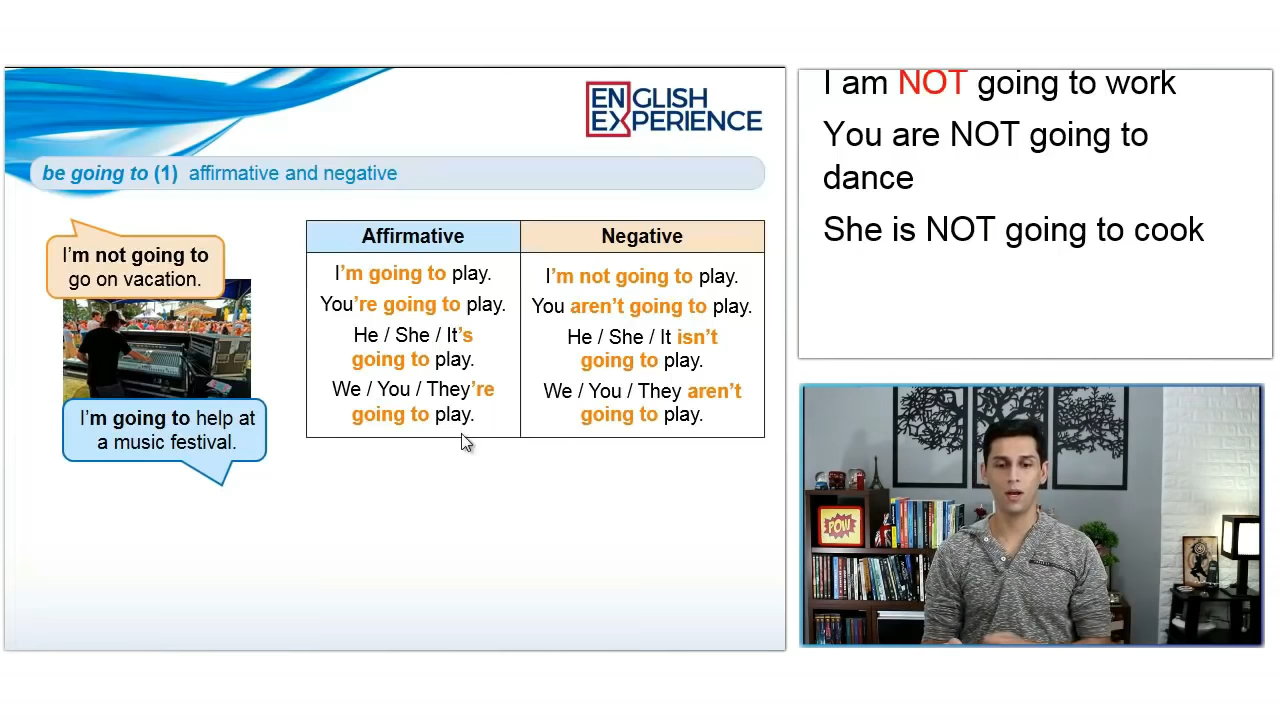 ENGLISH
EXPERIENCE
be going to (1) affirmative and negative
I'm not going to
go on vacation.
I'm going to help at
a music festival.
Affirmative
I'm going to play.
You're going to play.
He / She / It's
going to play.
We / You / They're
going to play.
Negative
I'm not going to play.
You aren't going to play.
He / She / It isn't
going to play.
We / You / They aren't
going to play.
I am NOT going to work
You are NOT going to
dance
She is NOT going to cook
POW